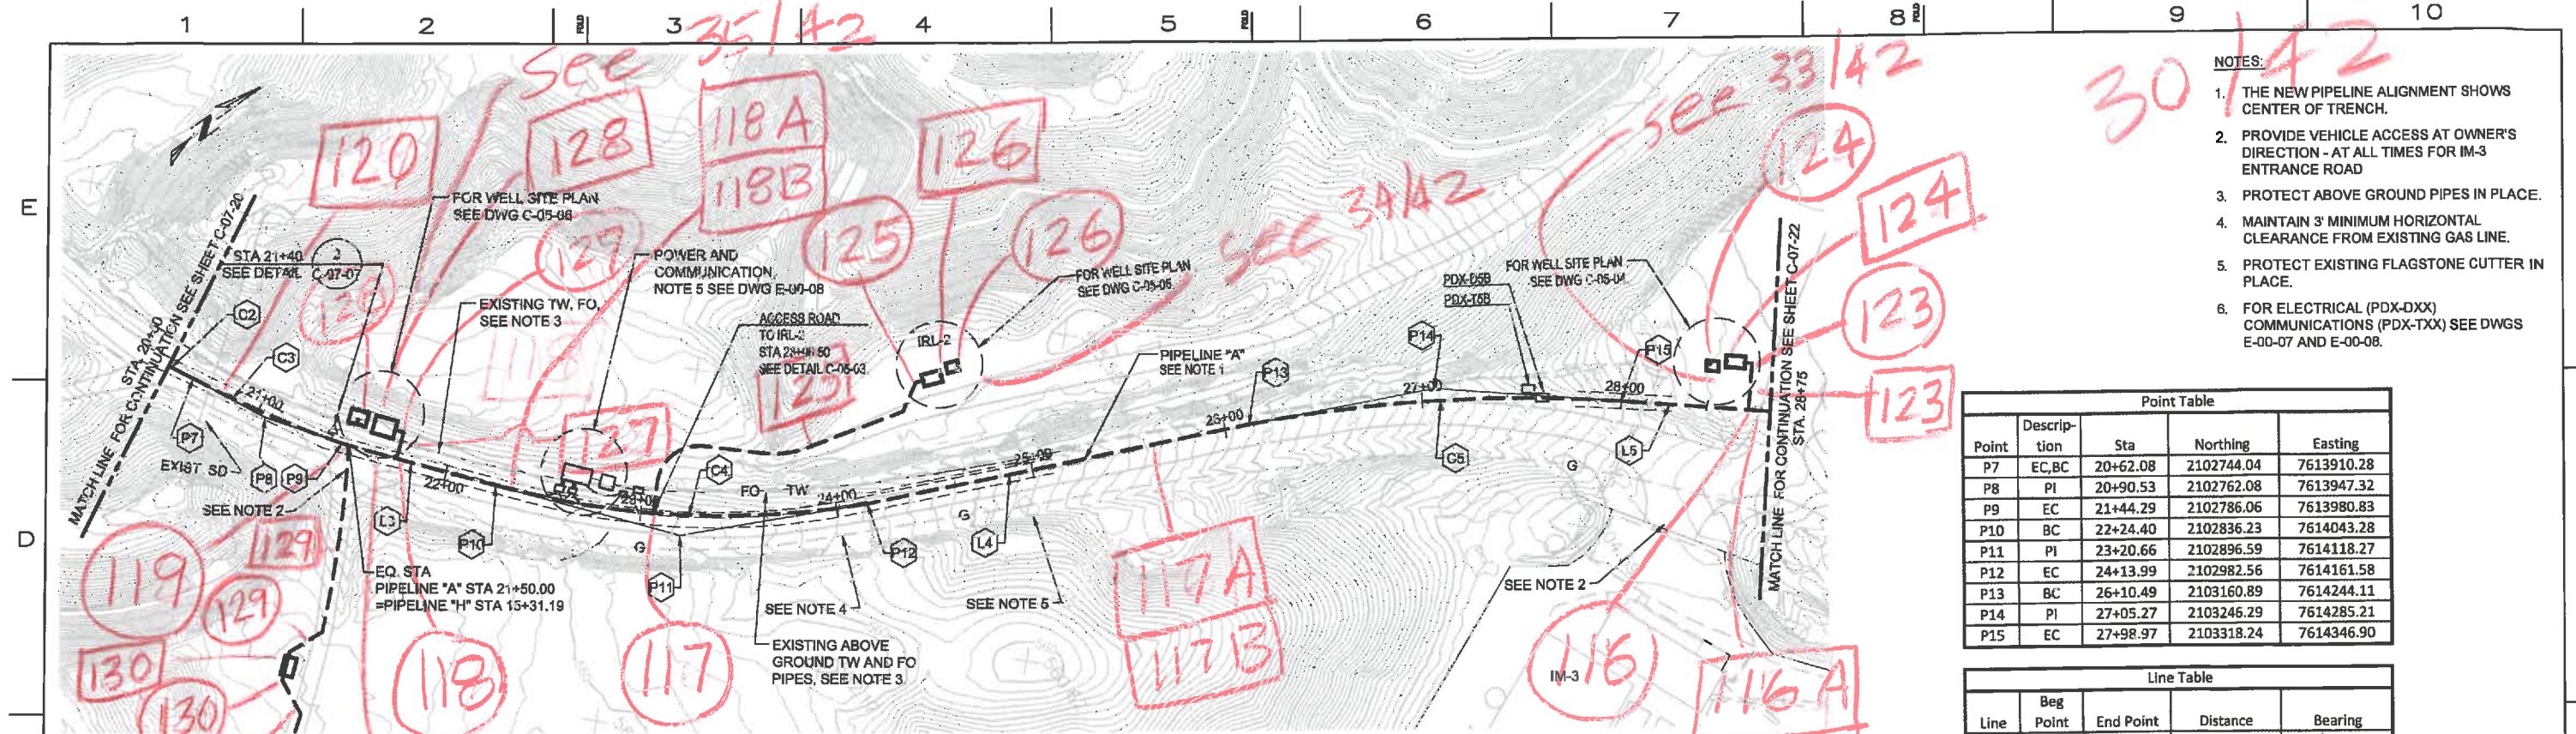 1 2 FOLD 3 4 5 FOLD 6 7 8 FOLD 9 10
E
D
See 35/42
see 33/42
30/42
see 34/42
120
128
118A
118B
126
124
124
127
125
126
123
123
125
127
119
129
129
130
130
118
117
117A
117B
116
116A
NOTES:
1. THE NEW PIPELINE ALIGNMENT SHOWS
CENTER OF TRENCH.
2. PROVIDE VEHICLE ACCESS AT OWNER'S
DIRECTION - AT ALL TIMES FOR IM-3
ENTRANCE ROAD
3. PROTECT ABOVE GROUND PIPES IN PLACE.
4. MAINTAIN 3' MINIMUM HORIZONTAL
CLEARANCE FROM EXISTING GAS LINE.
5. PROTECT EXISTING FLAGSTONE CUTTER IN
PLACE.
6. FOR ELECTRICAL (PDX-DXX)
COMMUNICATIONS (PDX-TXX) SEE DWGS
E-00-07 AND E-00-08.
MATCH LINE FOR CONTINUATION SEE SHEET C-07-20
STA. 20+50
FOR WELL SITE PLAN
SEE DWG C-05-06
STA 21+40
SEE DETAIL
2
C-07-07
C2
C3
EXISTING TW, FO,
SEE NOTE 3
POWER AND
COMMUNICATION,
NOTE 5 SEE DWG E-00-08
ACCESS ROAD
TO IRL-2
SEE DETAIL C-05-03
IRL-2
FOR WELL SITE PLAN
SEE DWG C-05-05
PIPELINE "A"
SEE NOTE 1
P13
P14
PDX-D5B
PDX-T5B
FOR WELL SITE PLAN
SEE DWG C-05-04
P15
MATCH LINE FOR CONTINUATION SEE SHEET C-07-22
STA. 28+75
21+00
22+00
23+00
24+00
25+00
26+00
27+00
28+00
P7
EXIST SD
P8
P9
SEE NOTE 2
L3
P10
C4
FO
TW
G
G
G
P11
P12
L4
C5
L5
EQ. STA
PIPELINE "A" STA 21+50.00
=PIPELINE "H" STA 15+31.19
SEE NOTE 4
SEE NOTE 5
SEE NOTE 2
EXISTING ABOVE
GROUND TW AND FO
PIPES, SEE NOTE 3
IM-3
Point Table
Point Descrip-tion Sta Northing Easting
P7 EC,BC 20+62.08 2102744.04 7613910.28
P8 PI 20+90.53 2102762.08 7613947.32
P9 EC 21+44.29 2102786.06 7613980.83
P10 BC 22+24.40 2102836.23 7614043.28
P11 PI 23+20.66 2102896.59 7614118.27
P12 EC 24+13.99 2102982.56 7614161.58
P13 BC 26+10.49 2103160.89 7614244.11
P14 PI 27+05.27 2103246.29 7614285.21
P15 EC 27+98.97 2103318.24 7614346.90
Line Table
Line Beg Point End Point Distance Bearing